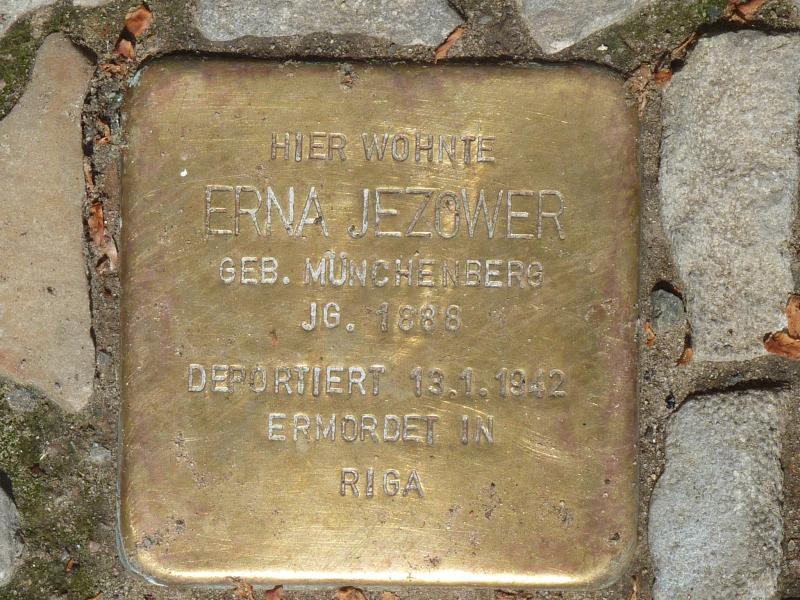 HIER WOHNTE
ERNA JEZOWER
GEB. MÜNCHENBERG
JG. 1888
DEPORTIERT 13.1.1942
ERMORDET IN
RIGA